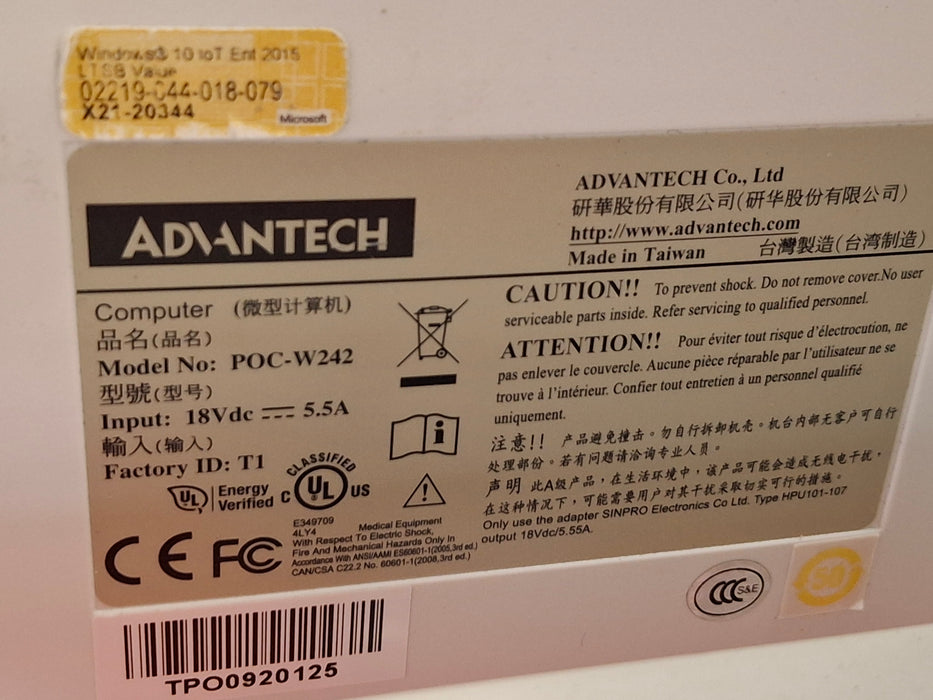 Windows® 10 IoT Ent 2015
LTSB Value
02219-044-018-079
X21-20344
Microsoft
ADVANTECH
ADVANTECH Co., Ltd
研華股份有限公司(研华股份有限公司)
http://www.advantech.com
Made in Taiwan 台灣製造(台湾制造)
Computer (微型计算机)
品名(品名)
Model No: POC-W242
型號(型号)
Input: 18Vdc 5.5A
輸入(输入)
Factory ID: T1
CAUTION!! To prevent shock. Do not remove cover.No user
serviceable parts inside. Refer servicing to qualified personnel.
ATTENTION!! Pour éviter tout risque d'électrocution, ne
pas enlever le couvercle. Aucune pièce réparable par l'utilisateur ne se
trouve à l'intérieur. Confier tout entretien à un personnel qualifié
uniquement.
注意!! 产品避免撞击。勿自行拆卸机壳。机台内部无客户可自行
处理部份。若有问题请洽询专业人员。
声明 此A级产品，在生活环境中，该产品可能会造成无线电干扰，
在这种情况下，可能需要用户对其干扰采取切实可行的措施。
Only use the adapter SINPRO Electronics Co Ltd. Type HPU101-107
output 18Vdc/5.55A.
UL Energy
Verified
CLASSIFIED
C UL US
E349709
4LY4
Medical Equipment
With Respect To Electric Shock,
Fire And Mechanical Hazards Only In
Accordance With ANSI/AAMI ES60601-1(2005,3rd ed.)
CAN/CSA C22.2 No. 60601-1(2008,3rd ed.)
CE FC
CCC S&E
TPO0920125